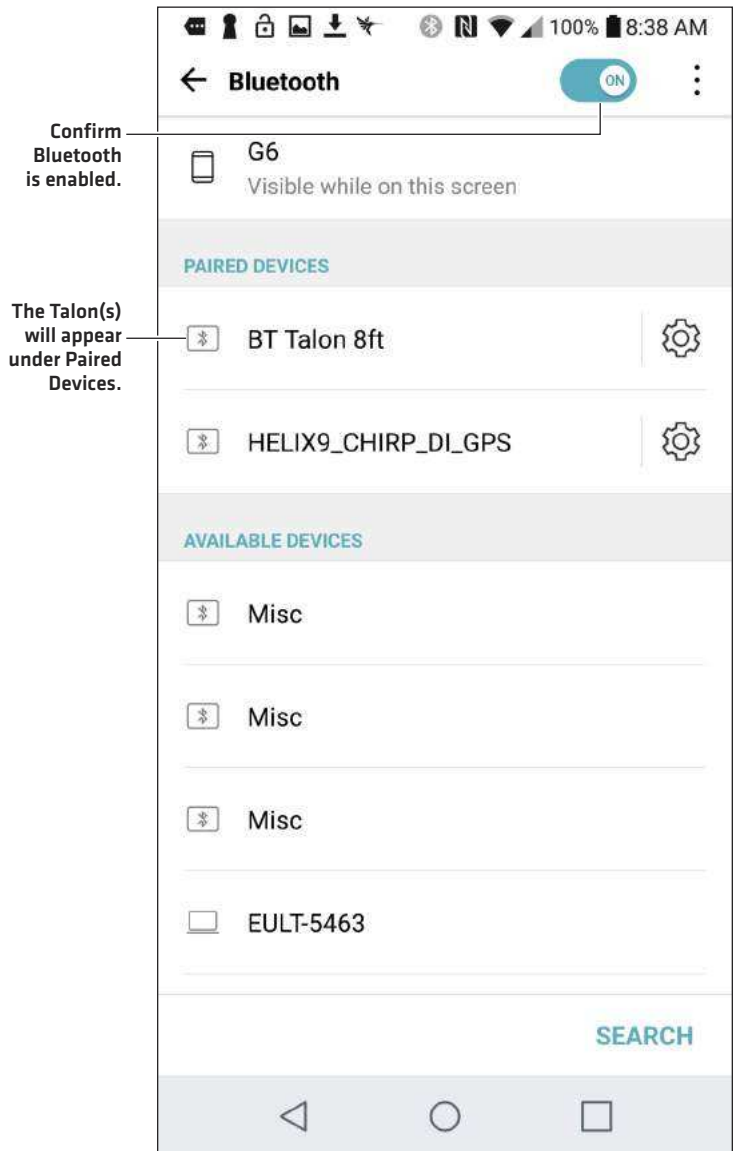 100% 8:38 AM
Bluetooth
ON
Confirm
Bluetooth
is enabled.
G6
Visible while on this screen
PAIRED DEVICES
The Talon(s)
will appear
under Paired
Devices.
BT Talon 8ft
HELIX9_CHIRP_DI_GPS
AVAILABLE DEVICES
Misc
Misc
Misc
EULT-5463
SEARCH